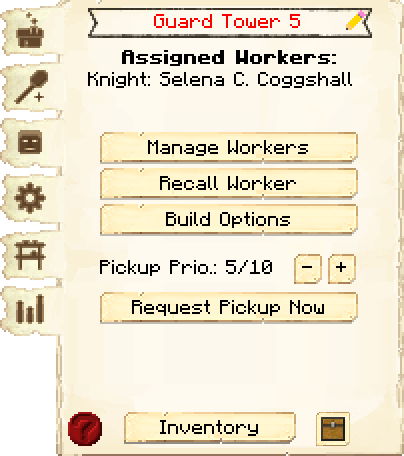 Guard Tower 5
Assigned Workers:
Knight: Selena C. Coggshall
Manage Workers
Recall Worker
Build Options
Pickup Prio.: 5/10 - +
Request Pickup Now
? Inventory